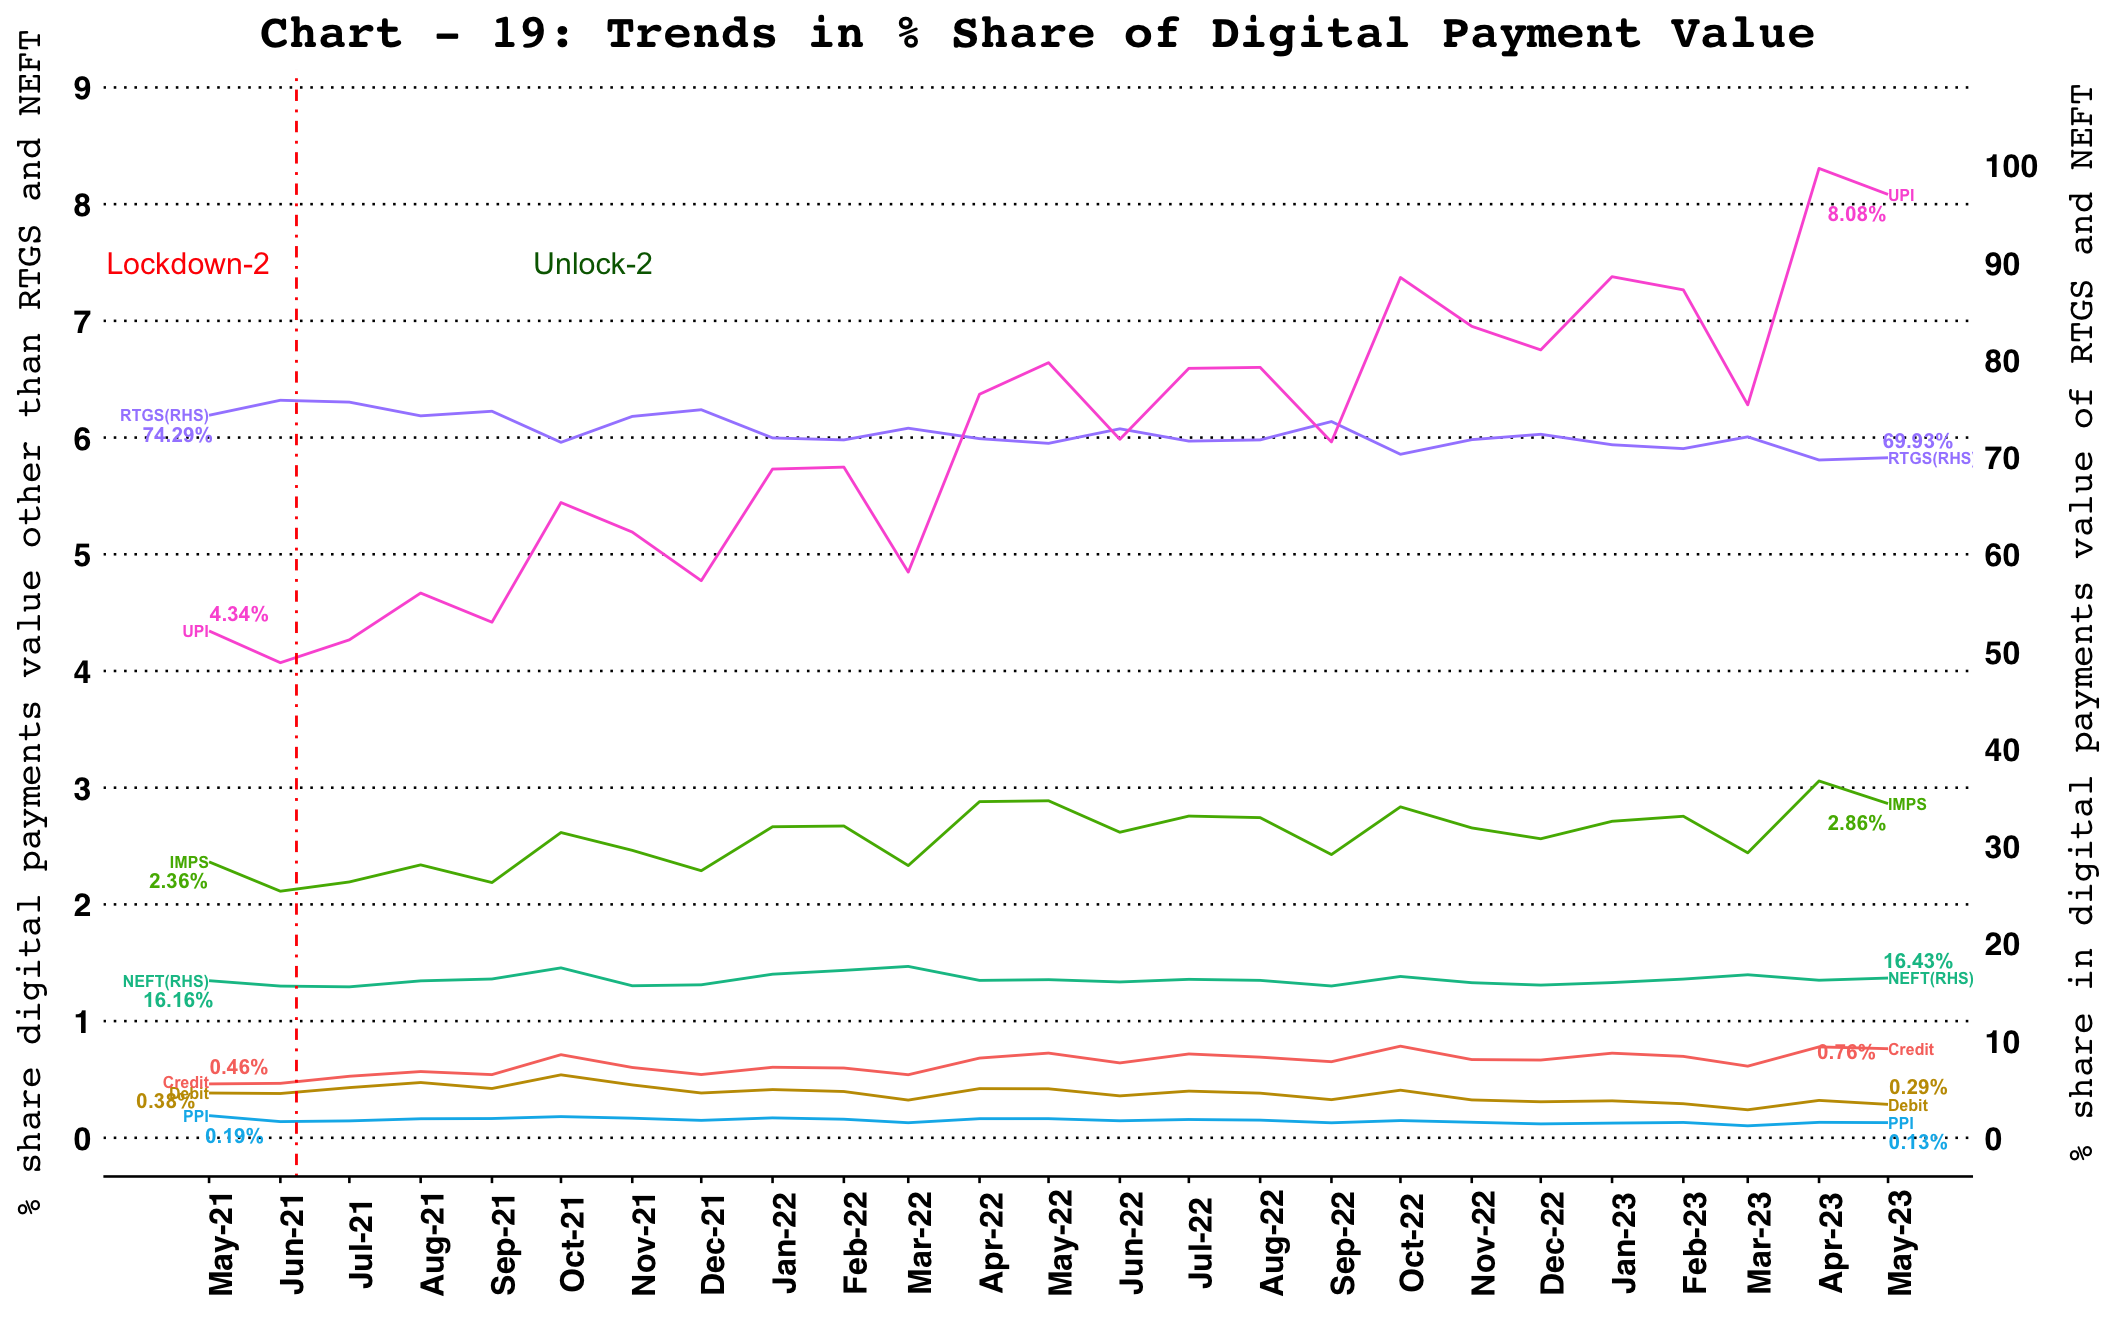 Chart – 19: Trends in % Share of Digital Payment Value
% share digital payments value other than RTGS and NEFT
9
8
7
6
5
4
3
2
1
0
Lockdown-2
Unlock-2
UPI
8.08%
RTGS(RHS)
74.29%
69.93%
RTGS(RHS)
4.34%
UPI
IMPS
2.86%
IMPS
2.36%
NEFT(RHS)
16.16%
16.43%
NEFT(RHS)
0.46%
Credit
0.76%
Credit
Debit
0.38%
0.29%
Debit
PPI
0.19%
PPI
0.13%
100
90
80
70
60
50
40
30
20
10
0
% share in digital payments value of RTGS and NEFT
May-21
Jun-21
Jul-21
Aug-21
Sep-21
Oct-21
Nov-21
Dec-21
Jan-22
Feb-22
Mar-22
Apr-22
May-22
Jun-22
Jul-22
Aug-22
Sep-22
Oct-22
Nov-22
Dec-22
Jan-23
Feb-23
Mar-23
Apr-23
May-23